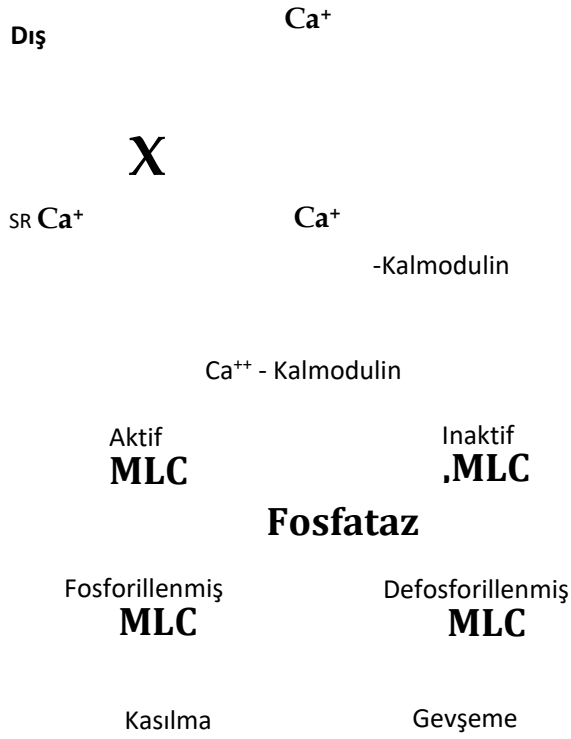 Dış
Ca⁺
X
SR Ca⁺
Ca⁺
-Kalmodulin
Ca⁺⁺ - Kalmodulin
Aktif
MLC
Inaktif
,MLC
Fosfataz
Fosforillenmiş
MLC
Defosforillenmiş
MLC
Kasılma
Gevşeme